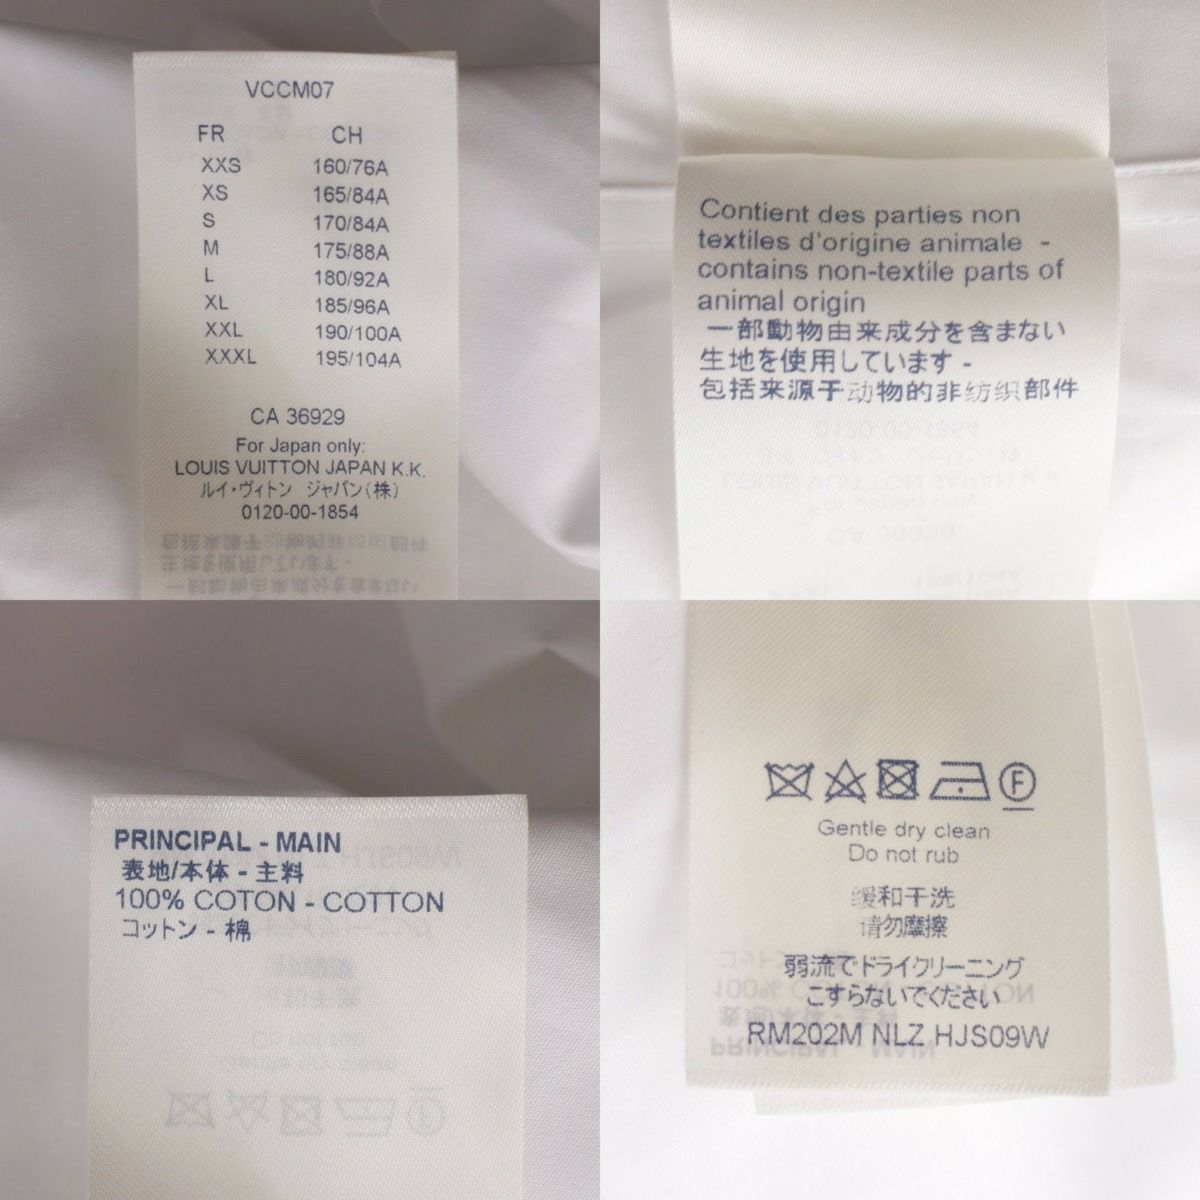 VCCM07
FR CH
XXS 160/76A
XS 165/84A
S 170/84A
M 175/88A
L 180/92A
XL 185/96A
XXL 190/100A
XXXL 195/104A
CA 36929
For Japan only:
LOUIS VUITTON JAPAN K.K.
ルイ・ヴィトン ジャパン(株)
0120-00-1854
Contient des parties non
textiles d'origine animale -
contains non-textile parts of
animal origin
一部動物由来成分を含まない
生地を使用しています -
包括来源于动物的非纺织部件
PRINCIPAL - MAIN
表地/本体 - 主料
100% COTON - COTTON
コットン - 棉
F
Gentle dry clean
Do not rub
缓和干洗
请勿摩擦
弱流でドライクリーニング
こすらないでください
RM202M NLZ HJS09W